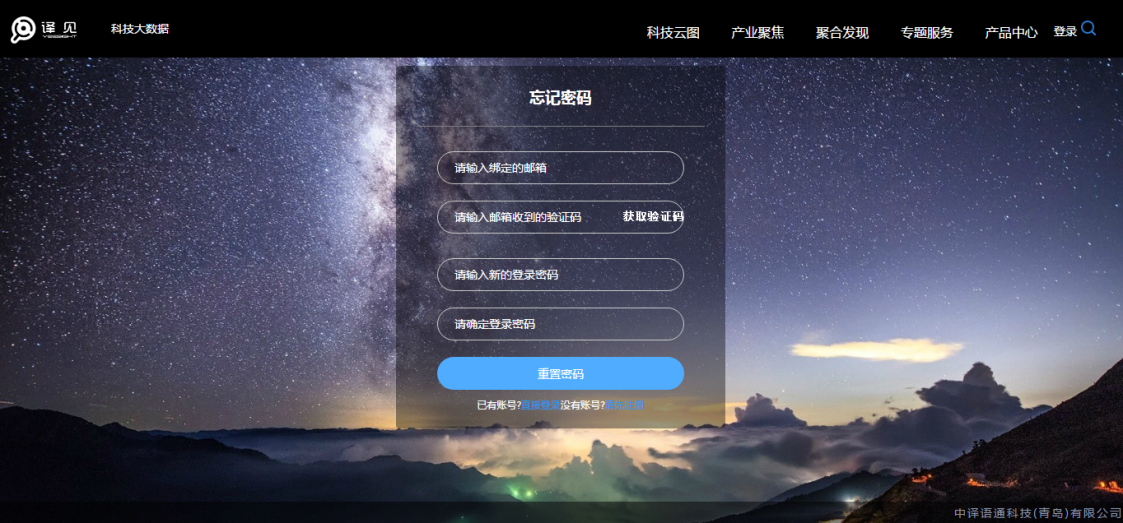 译见
YEESIGHT
科技大数据
科技云图
产业聚焦
聚合发现
专题服务
产品中心
登录
忘记密码
请输入绑定的邮箱
请输入邮箱收到的验证码 获取验证码
请输入新的登录密码
请确定登录密码
重置密码
已有账号?直接登录没有账号?
中译语通科技(青岛)有限公司